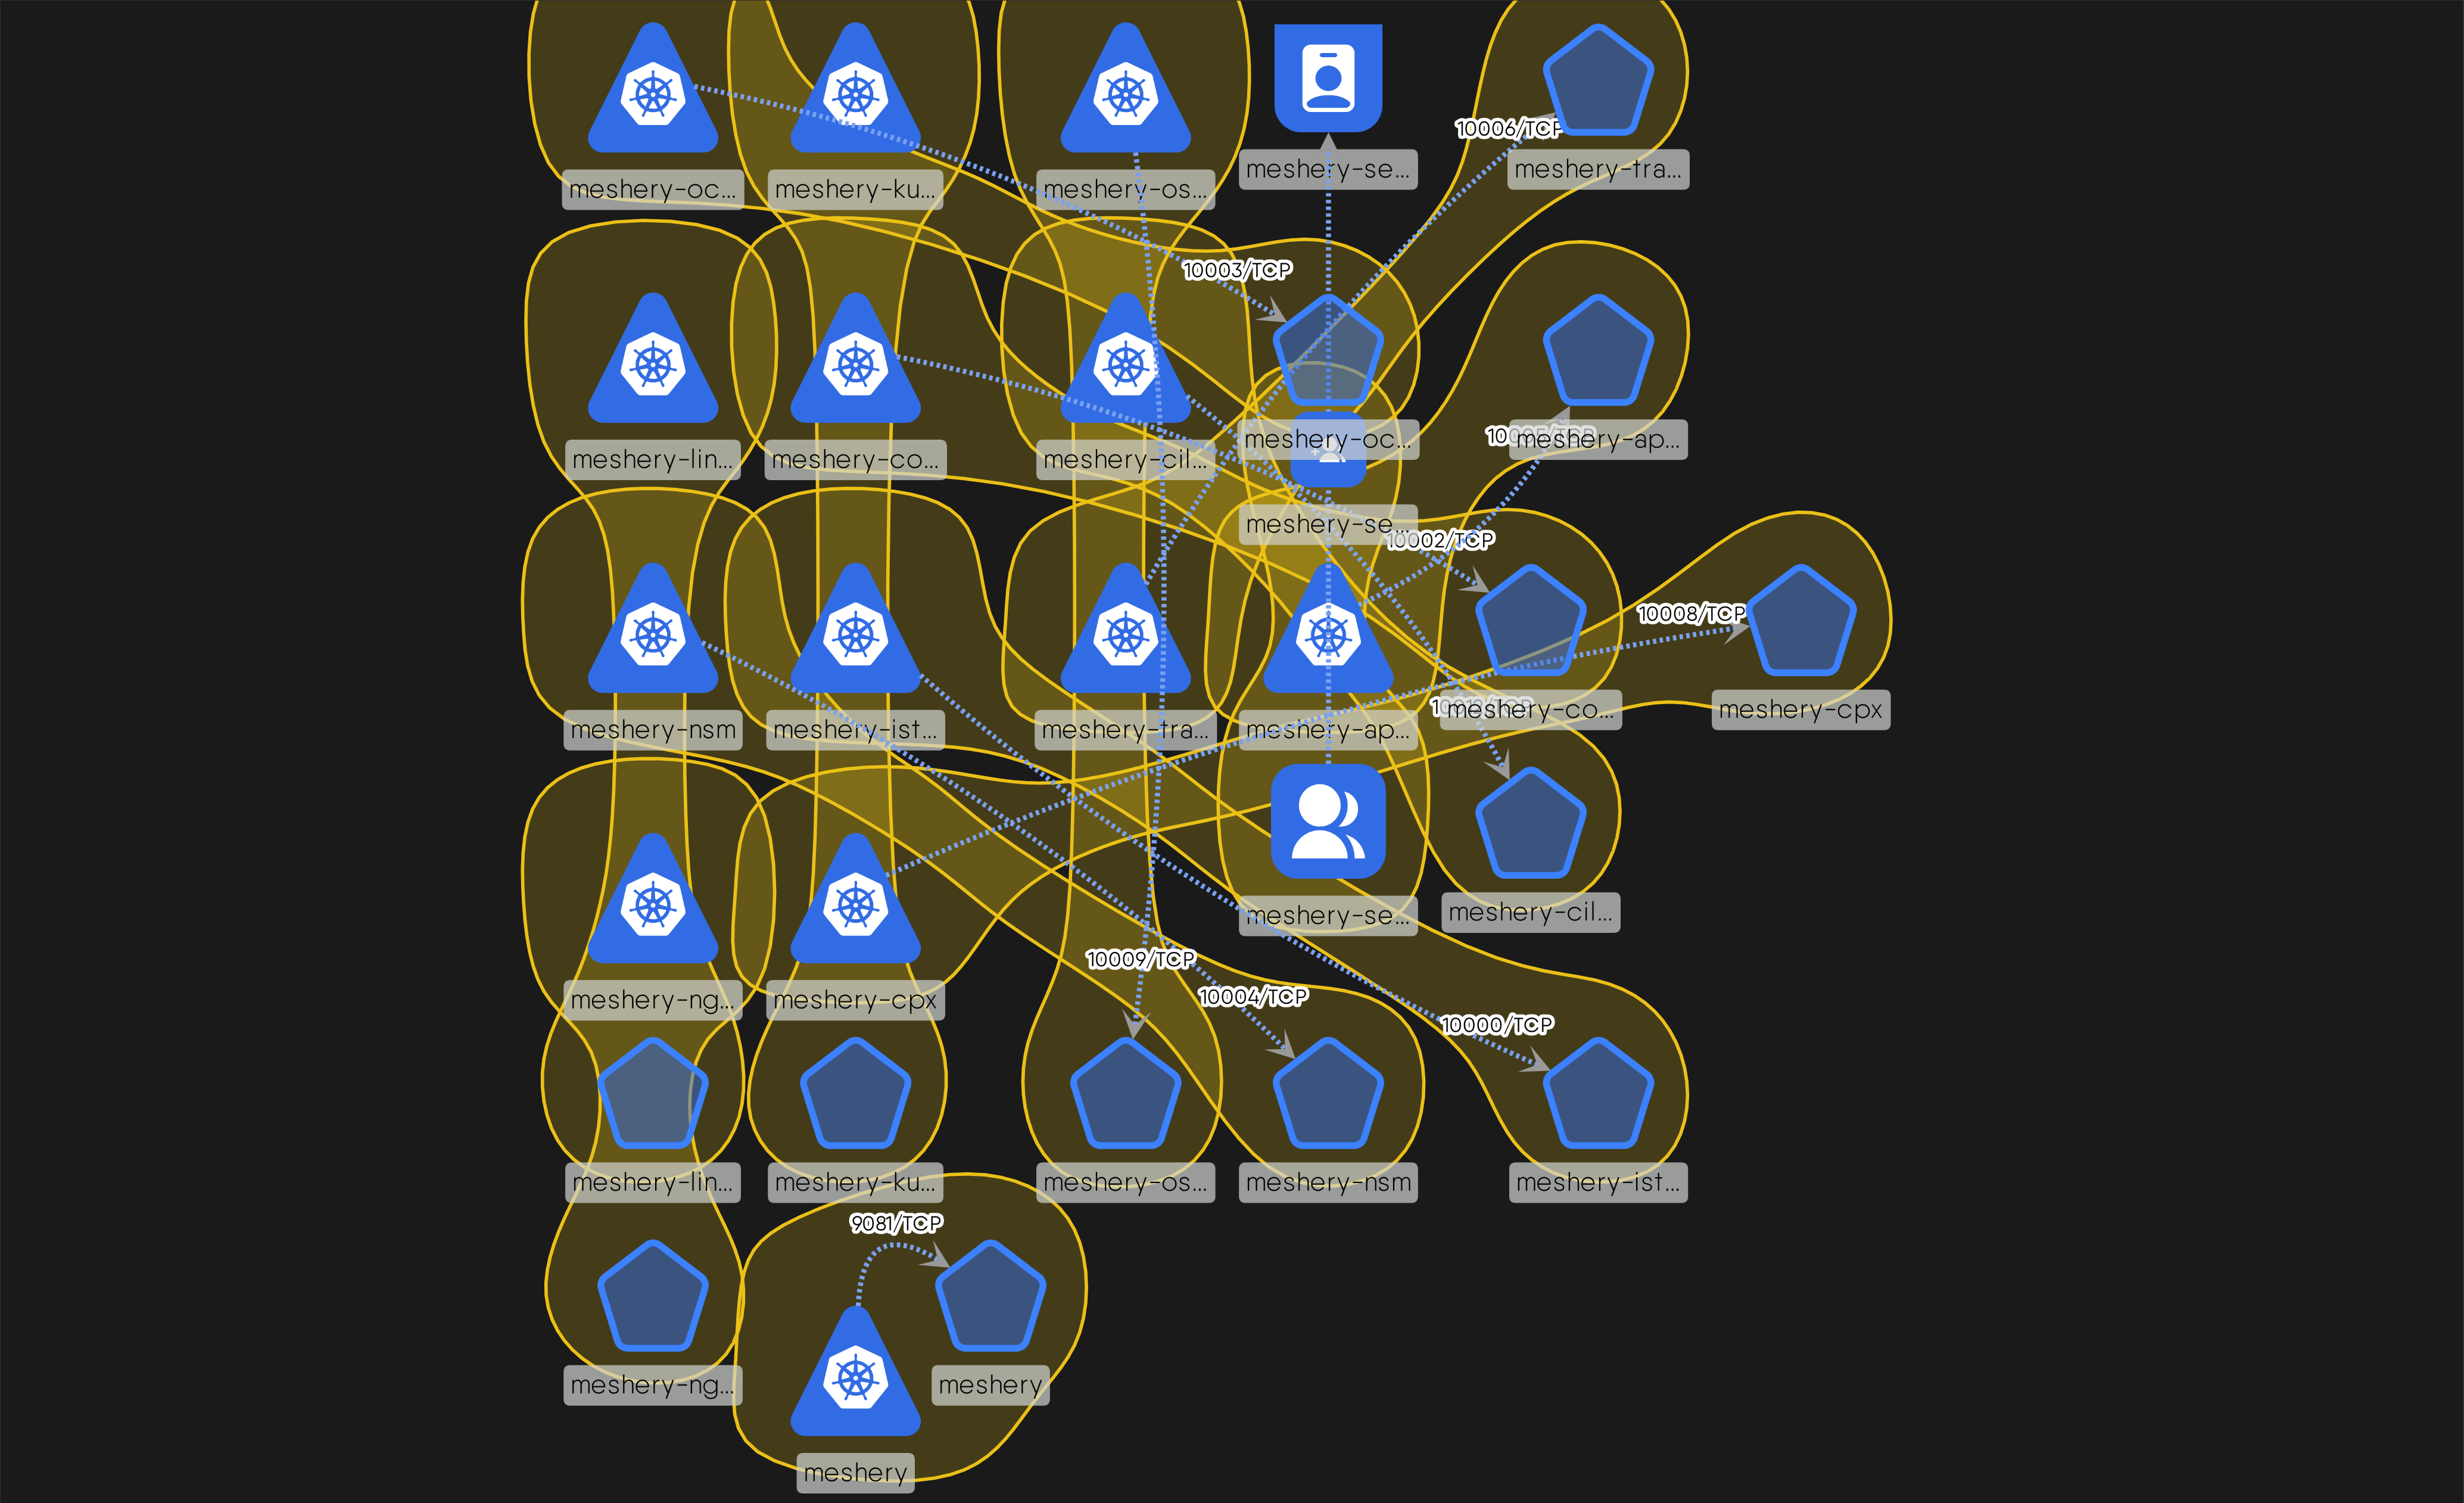 10006/TCP
meshery-se...
meshery-tra...
meshery-oc...
meshery-ku...
meshery-os...
10003/TCP
meshery-oc...
meshery-ap...
meshery-lin...
meshery-co...
meshery-cil...
meshery-se...
10002/TCP
10008/TCP
meshery-co...
meshery-cpx
meshery-nsm
meshery-ist...
meshery-tra...
meshery-ap...
meshery-se...
meshery-cil...
10009/TCP
10004/TCP
meshery-ng...
meshery-cpx
10000/TCP
meshery-lin...
meshery-ku...
meshery-os...
meshery-nsm
meshery-ist...
9081/TCP
meshery-ng...
meshery
meshery